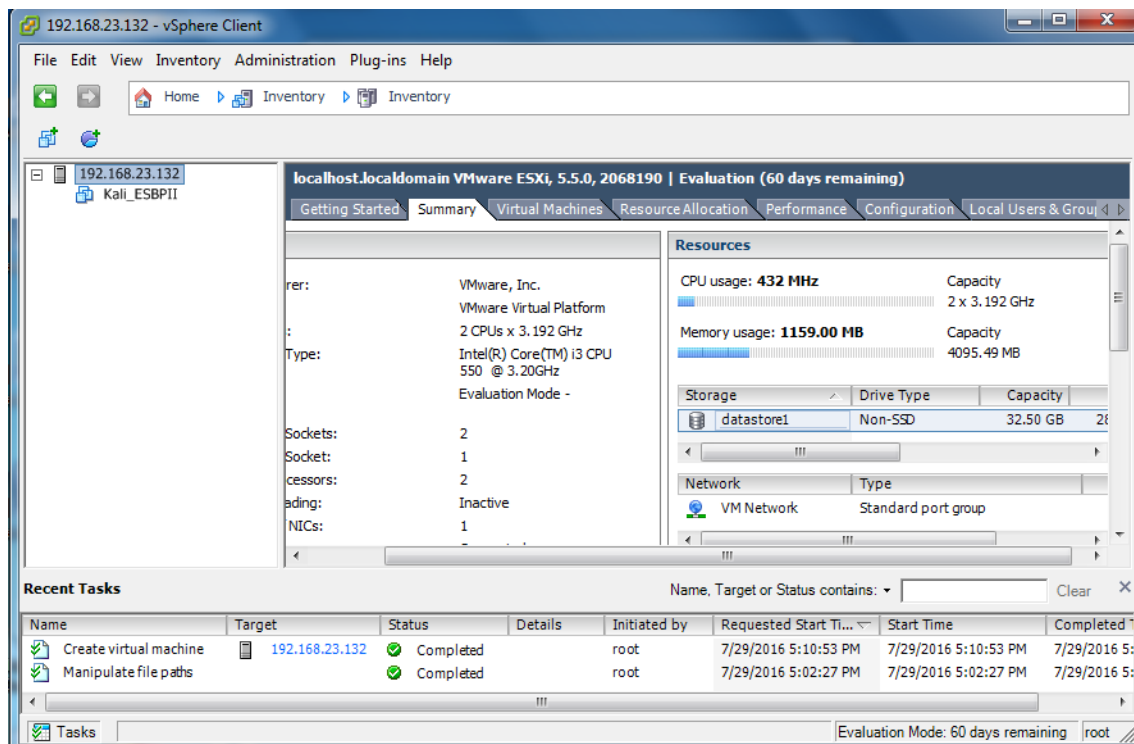 192.168.23.132 - vSphere Client
File Edit View Inventory Administration Plug-ins Help
Home Inventory Inventory
192.168.23.132
Kali_ESBPII
localhost.localdomain VMware ESXi, 5.5.0, 2068190 | Evaluation (60 days remaining)
Getting Started Summary Virtual Machines Resource Allocation Performance Configuration Local Users & Grou
rer: VMware, Inc.
VMware Virtual Platform
: 2 CPUs x 3.192 GHz
Type: Intel(R) Core(TM) i3 CPU
550 @ 3.20GHz
Evaluation Mode -
Sockets: 2
Socket: 1
cessors: 2
ading: Inactive
NICs: 1
Resources
CPU usage: 432 MHz Capacity
2 x 3.192 GHz
Memory usage: 1159.00 MB Capacity
4095.49 MB
Storage Drive Type Capacity
datastore1 Non-SSD 32.50 GB 28
Network Type
VM Network Standard port group
Recent Tasks Name, Target or Status contains: Clear
Name Target Status Details Initiated by Requested Start Ti... Start Time Completed T
Create virtual machine 192.168.23.132 Completed root 7/29/2016 5:10:53 PM 7/29/2016 5:10:53 PM 7/29/2016 5:
Manipulate file paths Completed root 7/29/2016 5:02:27 PM 7/29/2016 5:02:27 PM 7/29/2016 5:
Tasks Evaluation Mode: 60 days remaining root